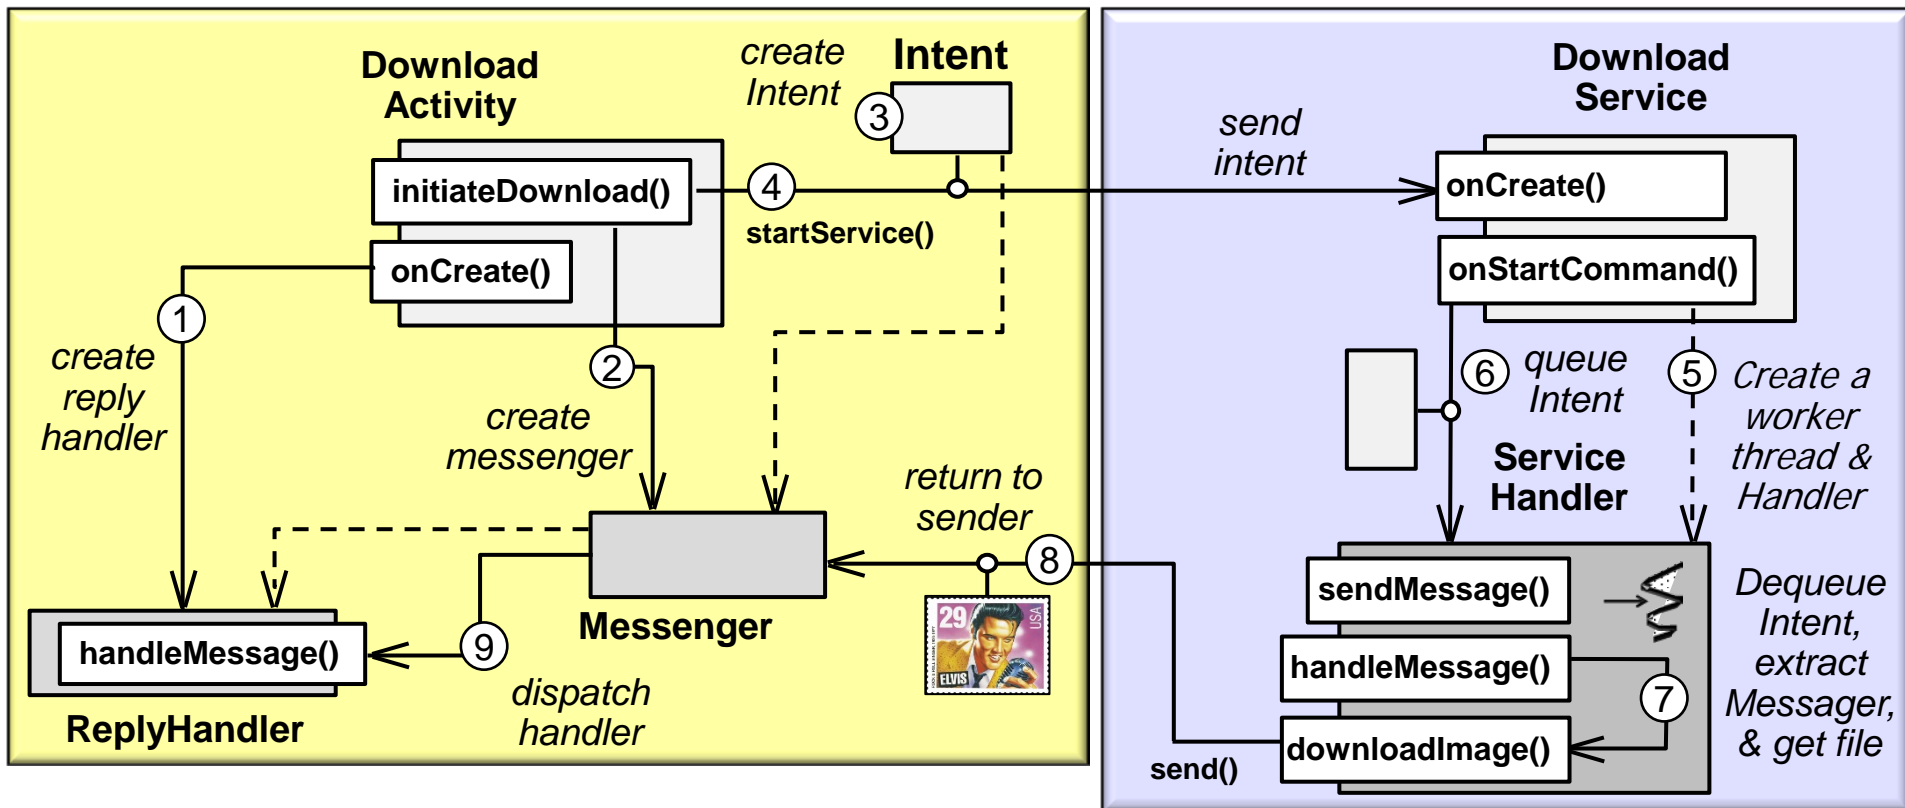 Download
Activity
initiateDownload()
onCreate()
create
Intent
Intent
3
4
startService()
1
create
reply
handler
2
create
messenger
Messenger
return to
sender
8
29
USA
ELVIS
9
dispatch
handler
handleMessage()
ReplyHandler
send
intent
Download
Service
onCreate()
onStartCommand()
6
queue
Intent
5
Create a
worker
thread &
Handler
Service
Handler
sendMessage()
handleMessage()
7
downloadImage()
send()
Dequeue
Intent,
extract
Messager,
& get file